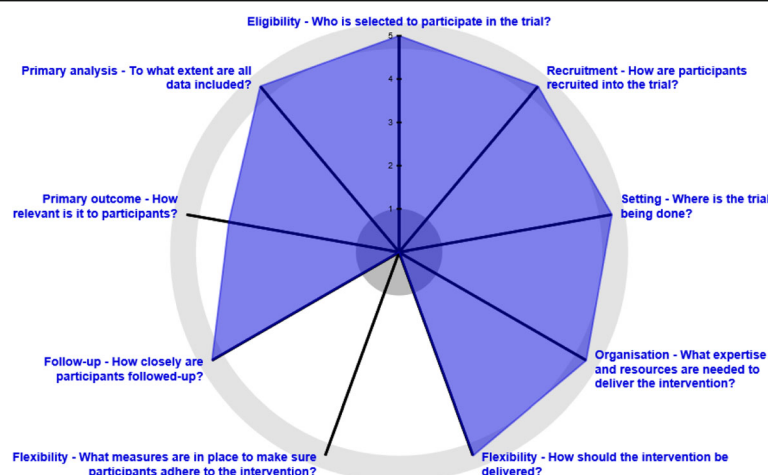 Eligibility - Who is selected to participate in the trial?
5
Primary analysis - To what extent are all
data included?
Recruitment - How are participants
recruited into the trial?
4
3
2
Primary outcome - How
relevant is it to participants?
1
Setting - Where is the trial
being done?
Follow-up - How closely are
participants followed-up?
Organisation - What expertise
and resources are needed to
deliver the intervention?
Flexibility - What measures are in place to make sure
participants adhere to the intervention?
Flexibility - How should the intervention be
delivered?